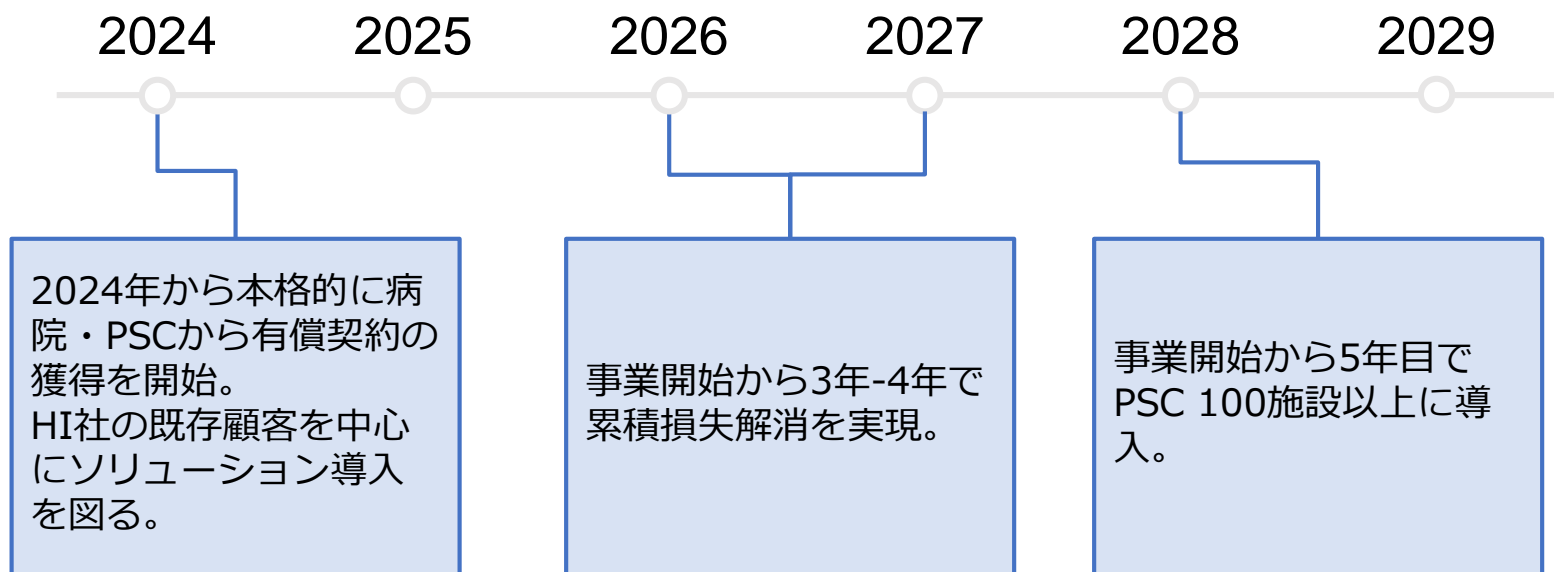 2024 2025 2026 2027 2028 2029
2024年から本格的に病
院・PSCから有償契約の
獲得を開始。
HI社の既存顧客を中心
にソリューション導入
を図る。
事業開始から3年-4年で
累積損失解消を実現。
事業開始から5年目で
PSC 100施設以上に導
入。